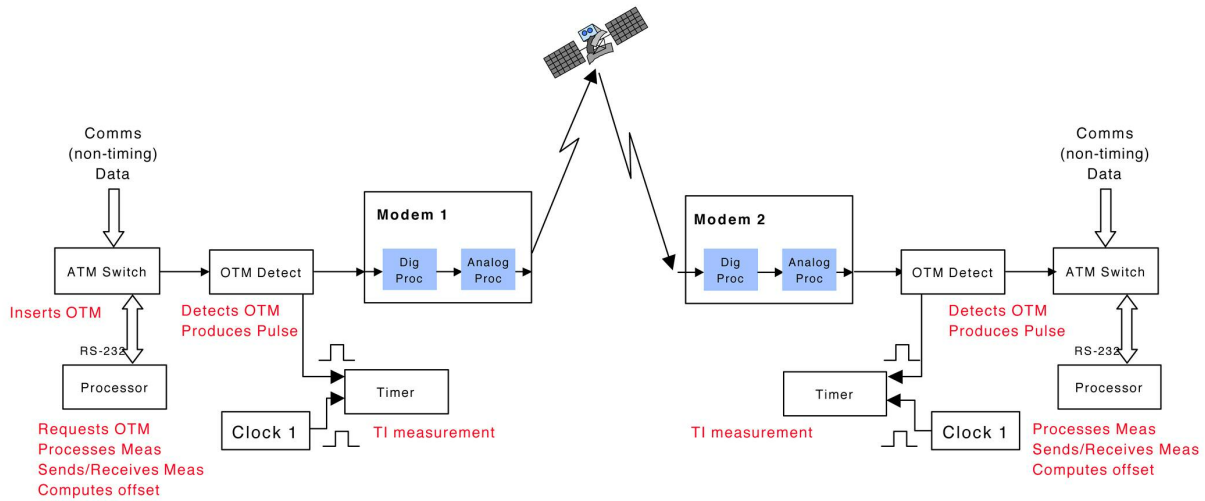 Comms
(non-timing)
Data
ATM Switch
Inserts OTM
RS-232
Processor
Requests OTM
Processes Meas
Sends/Receives Meas
Computes offset
OTM Detect
Detects OTM
Produces Pulse
Clock 1
Timer
TI measurement
Modem 1
Dig
Proc
Analog
Proc
Modem 2
Dig
Proc
Analog
Proc
OTM Detect
Detects OTM
Produces Pulse
Timer
TI measurement
Clock 1
Comms
(non-timing)
Data
ATM Switch
RS-232
Processor
Processes Meas
Sends/Receives Meas
Computes offset